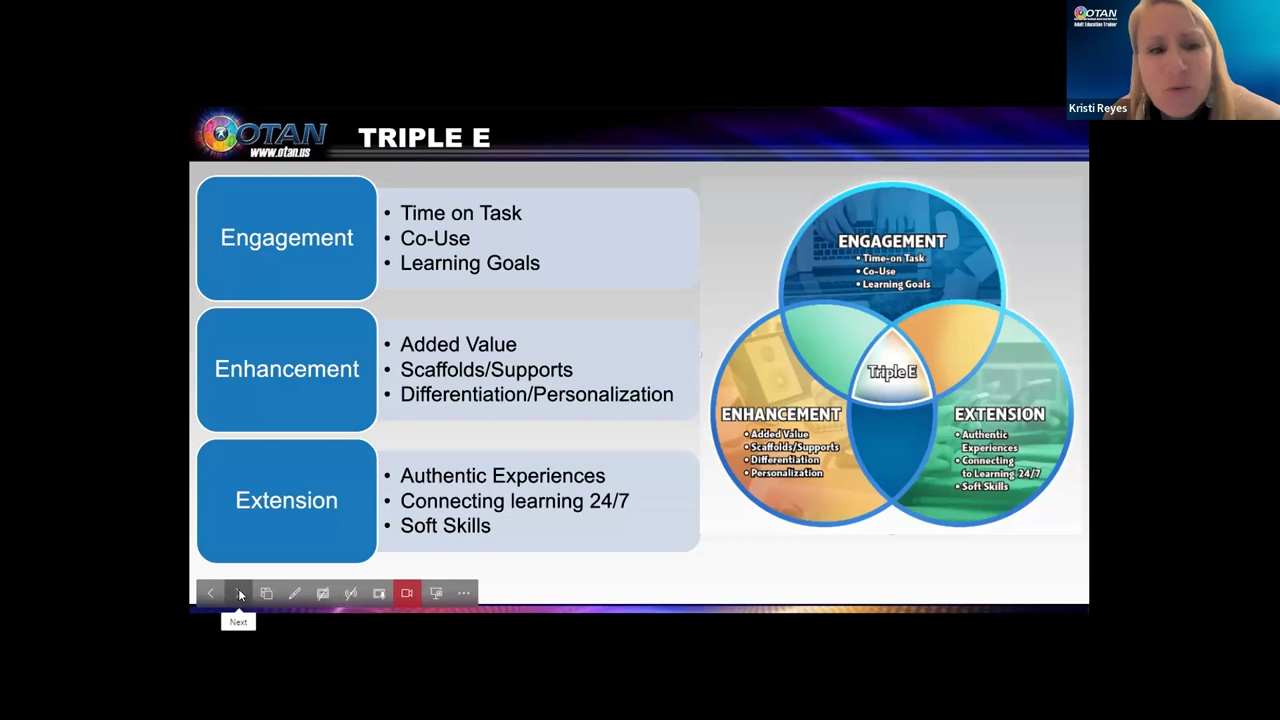 OTAN
Adult Education Trainer
Kristi Reyes
OTAN
www.otan.us
TRIPLE E
Engagement
• Time on Task
• Co-Use
• Learning Goals
Enhancement
• Added Value
• Scaffolds/Supports
• Differentiation/Personalization
Extension
• Authentic Experiences
• Connecting learning 24/7
• Soft Skills
ENGAGEMENT
• Time-on Task
• Co-Use
• Learning Goals
Triple E
ENHANCEMENT
• Added Value
• Scaffolds/Supports
• Differentiation
• Personalization
EXTENSION
• Authentic
Experiences
• Connecting
to Learning 24/7
• Soft Skills
Next